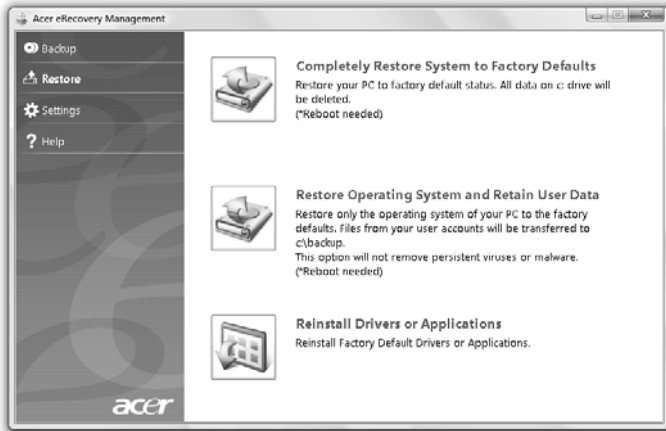 Acer eRecovery Management
Backup
Restore
Settings
? Help
Completely Restore System to Factory Defaults
Restore your PC to factory default status. All data on c: drive will
be deleted.
(*Reboot needed)
Restore Operating System and Retain User Data
Restore only the operating system of your PC to the factory
defaults. Files from your user accounts will be transferred to
c:\backup.
This option will not remove persistent viruses or malware.
(*Reboot needed)
Reinstall Drivers or Applications
Reinstall Factory Default Drivers or Applications.
acer